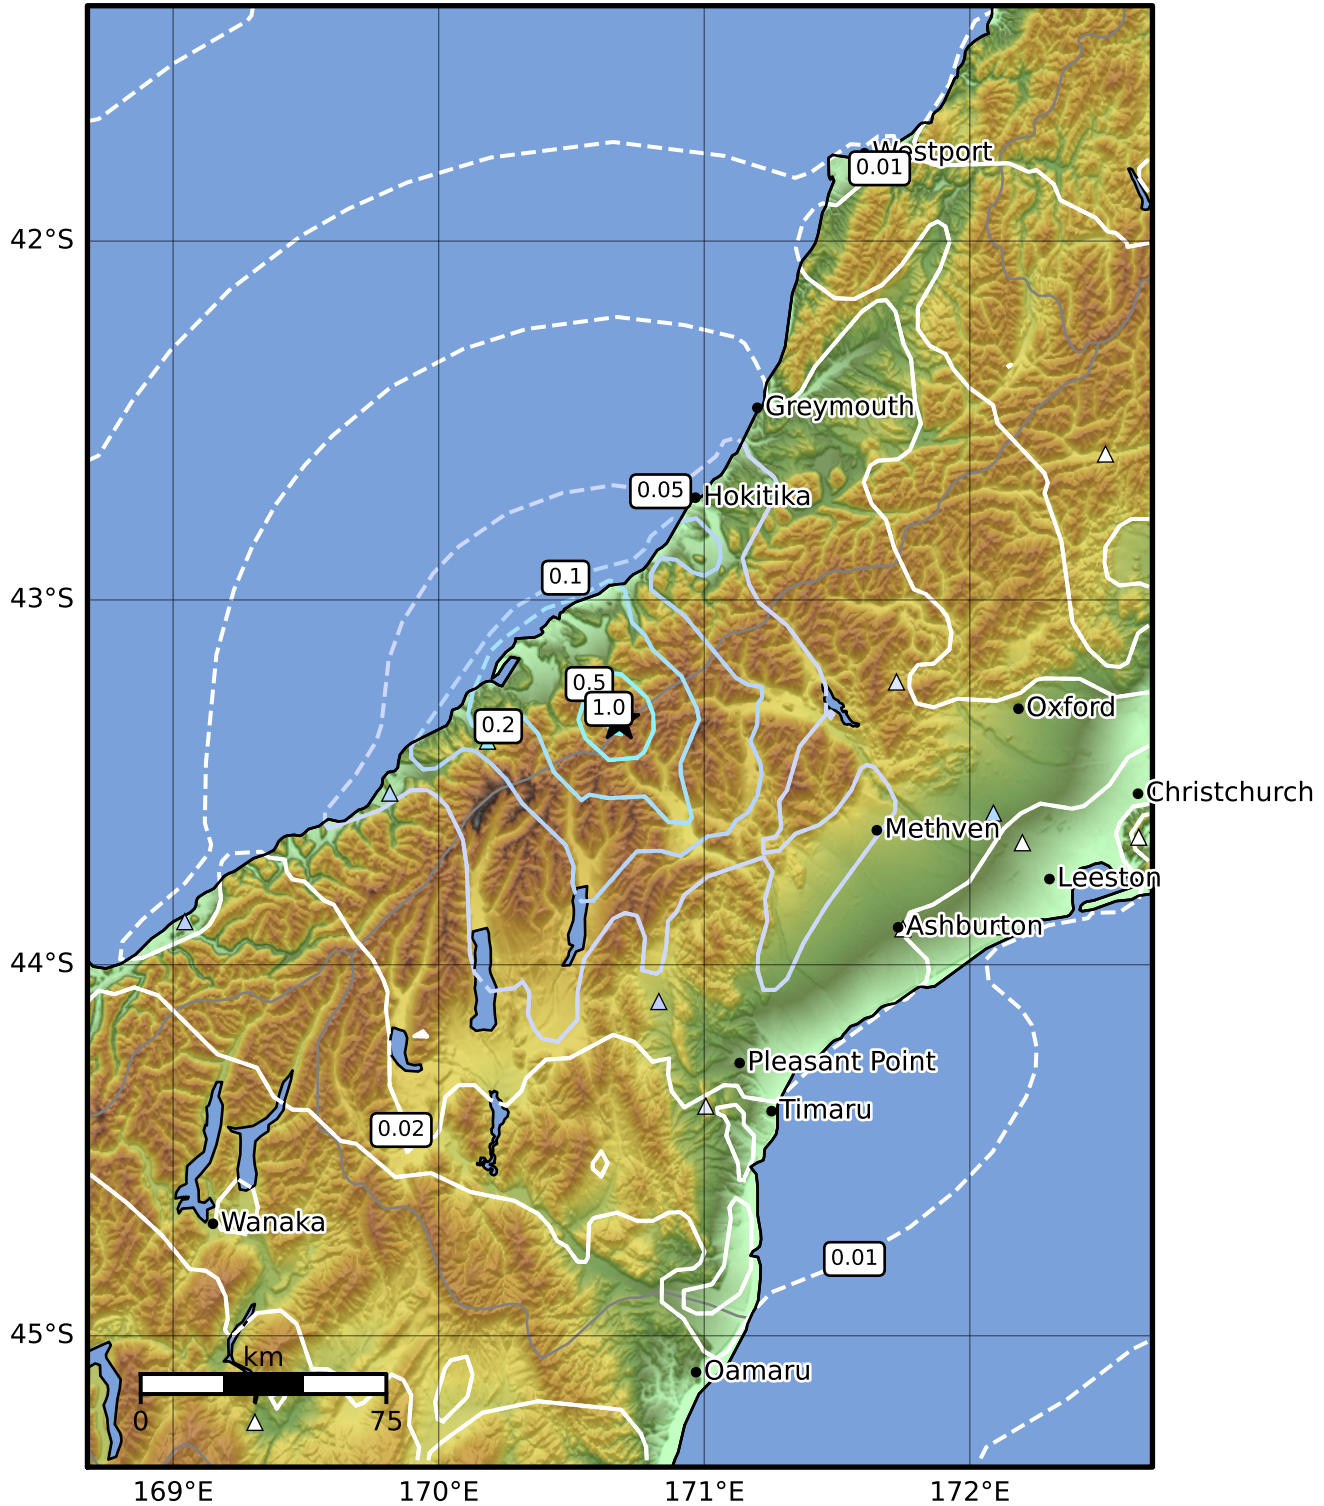 Westport
0.01
42°S
Greymouth
0.05
Hokitika
0.1
43°S
0.5
1.0
Oxford
0.2
Christchurch
Methven
Leeston
Ashburton
44°S
Pleasant Point
Timaru
0.02
Wanaka
0.01
45°S
km
Oamaru
0 75
169°E 170°E 171°E 172°E